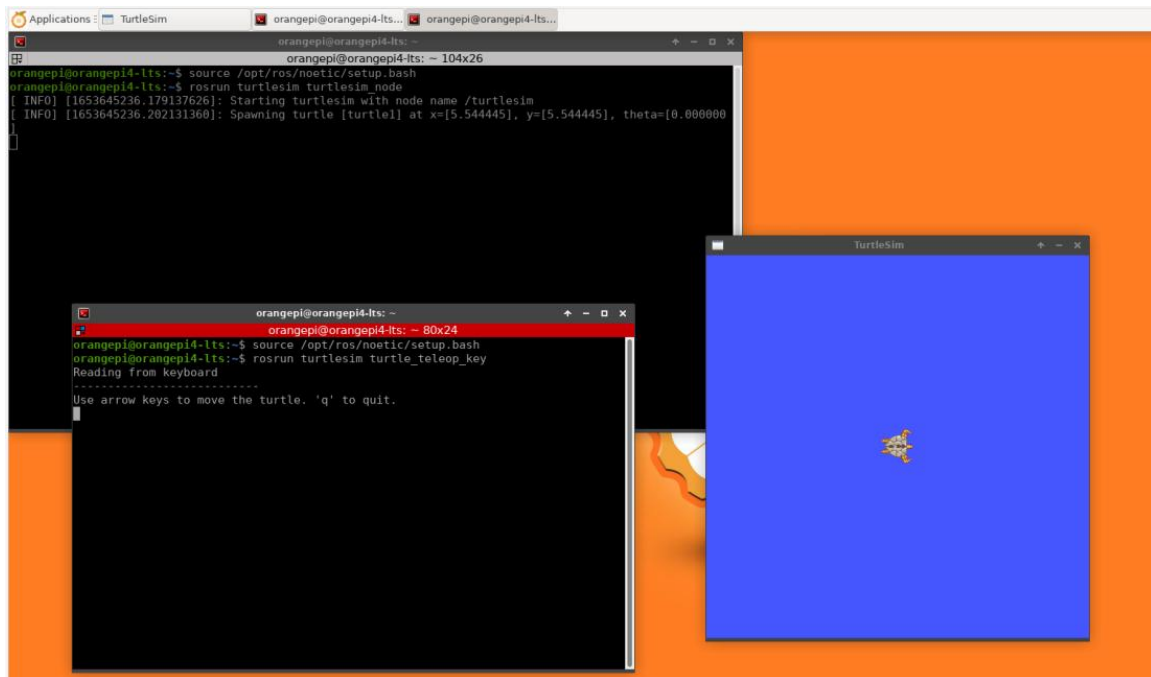 Applications TurtleSim orangepi@orangepi4-lts... orangepi@orangepi4-lts...
orangepi@orangepi4-lts: ~
orangepi@orangepi4-lts: ~ 104x26
orangepi@orangepi4-lts:~$ source /opt/ros/noetic/setup.bash
orangepi@orangepi4-lts:~$ rosrun turtlesim turtlesim_node
[ INFO] [1653645236.179137626]: Starting turtlesim with node name /turtlesim
[ INFO] [1653645236.202131360]: Spawning turtle [turtle1] at x=[5.544445], y=[5.544445], theta=[0.000000
]
TurtleSim
orangepi@orangepi4-lts: ~
orangepi@orangepi4-lts: ~ 80x24
orangepi@orangepi4-lts:~$ source /opt/ros/noetic/setup.bash
orangepi@orangepi4-lts:~$ rosrun turtlesim turtle_teleop_key
Reading from keyboard
---------------------------
Use arrow keys to move the turtle. 'q' to quit.